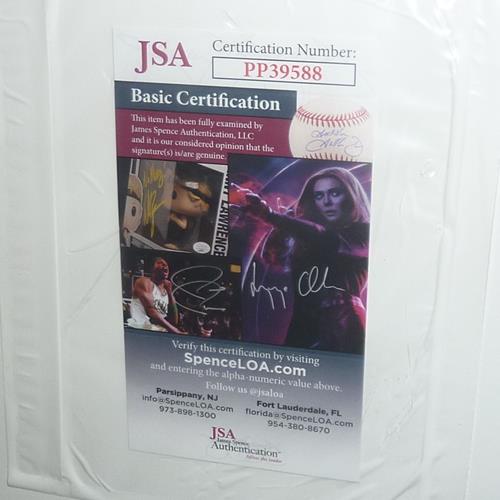 JSA
Certification Number:
PP39588
Basic Certification
This item has been fully examined by
James Spence Authentication, LLC
and it is our considered opinion that the
signature(s) is/are genuine.
LAWRENCE
Verify this certification by visiting
SpenceLOA.com
and entering the alpha-numeric value above.
Follow us @jsaloa
Parsippany, NJ
info@SpenceLOA.com
973-898-1300
Fort Lauderdale, FL
florida@SpenceLOA.com
954-380-8670
JSA
James Spence
Authentication